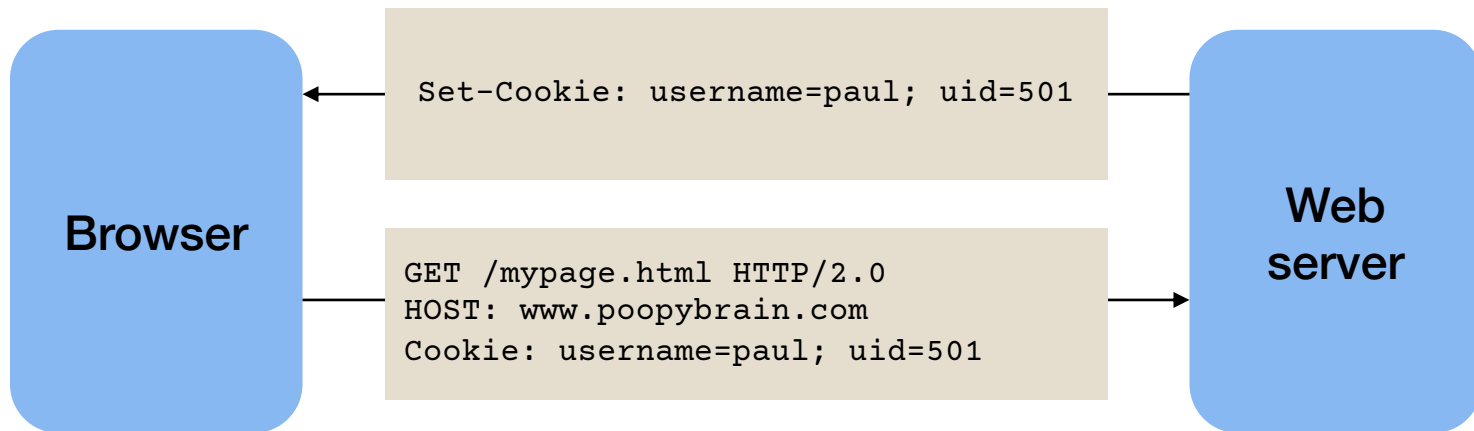 Set-Cookie: username=paul; uid=501
Browser
Web
server
GET /mypage.html HTTP/2.0
HOST: www.poopybrain.com
Cookie: username=paul; uid=501